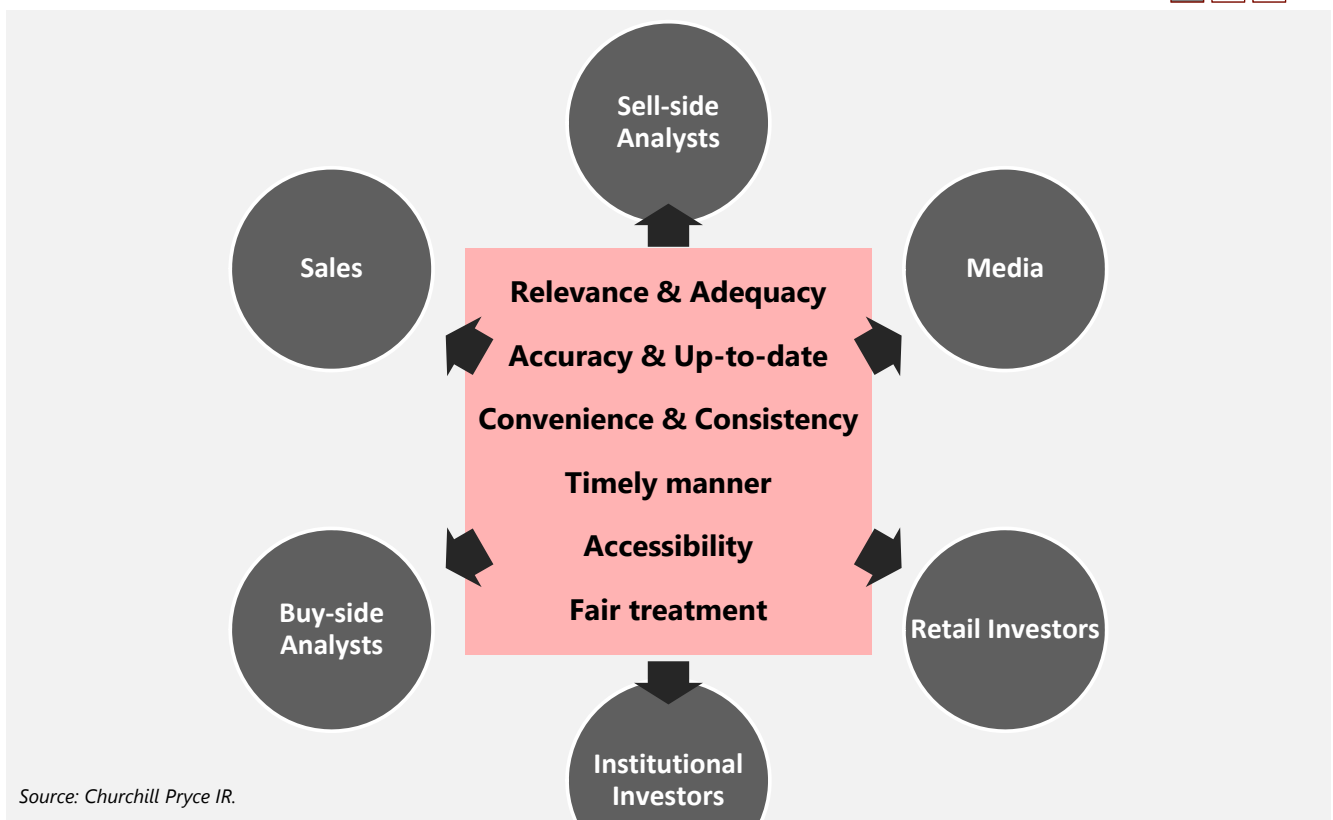 Sell-side
Analysts
Sales
Media
Relevance & Adequacy
Accuracy & Up-to-date
Convenience & Consistency
Timely manner
Accessibility
Fair treatment
Buy-side
Analysts
Retail Investors
Institutional
Investors
Source: Churchill Pryce IR.